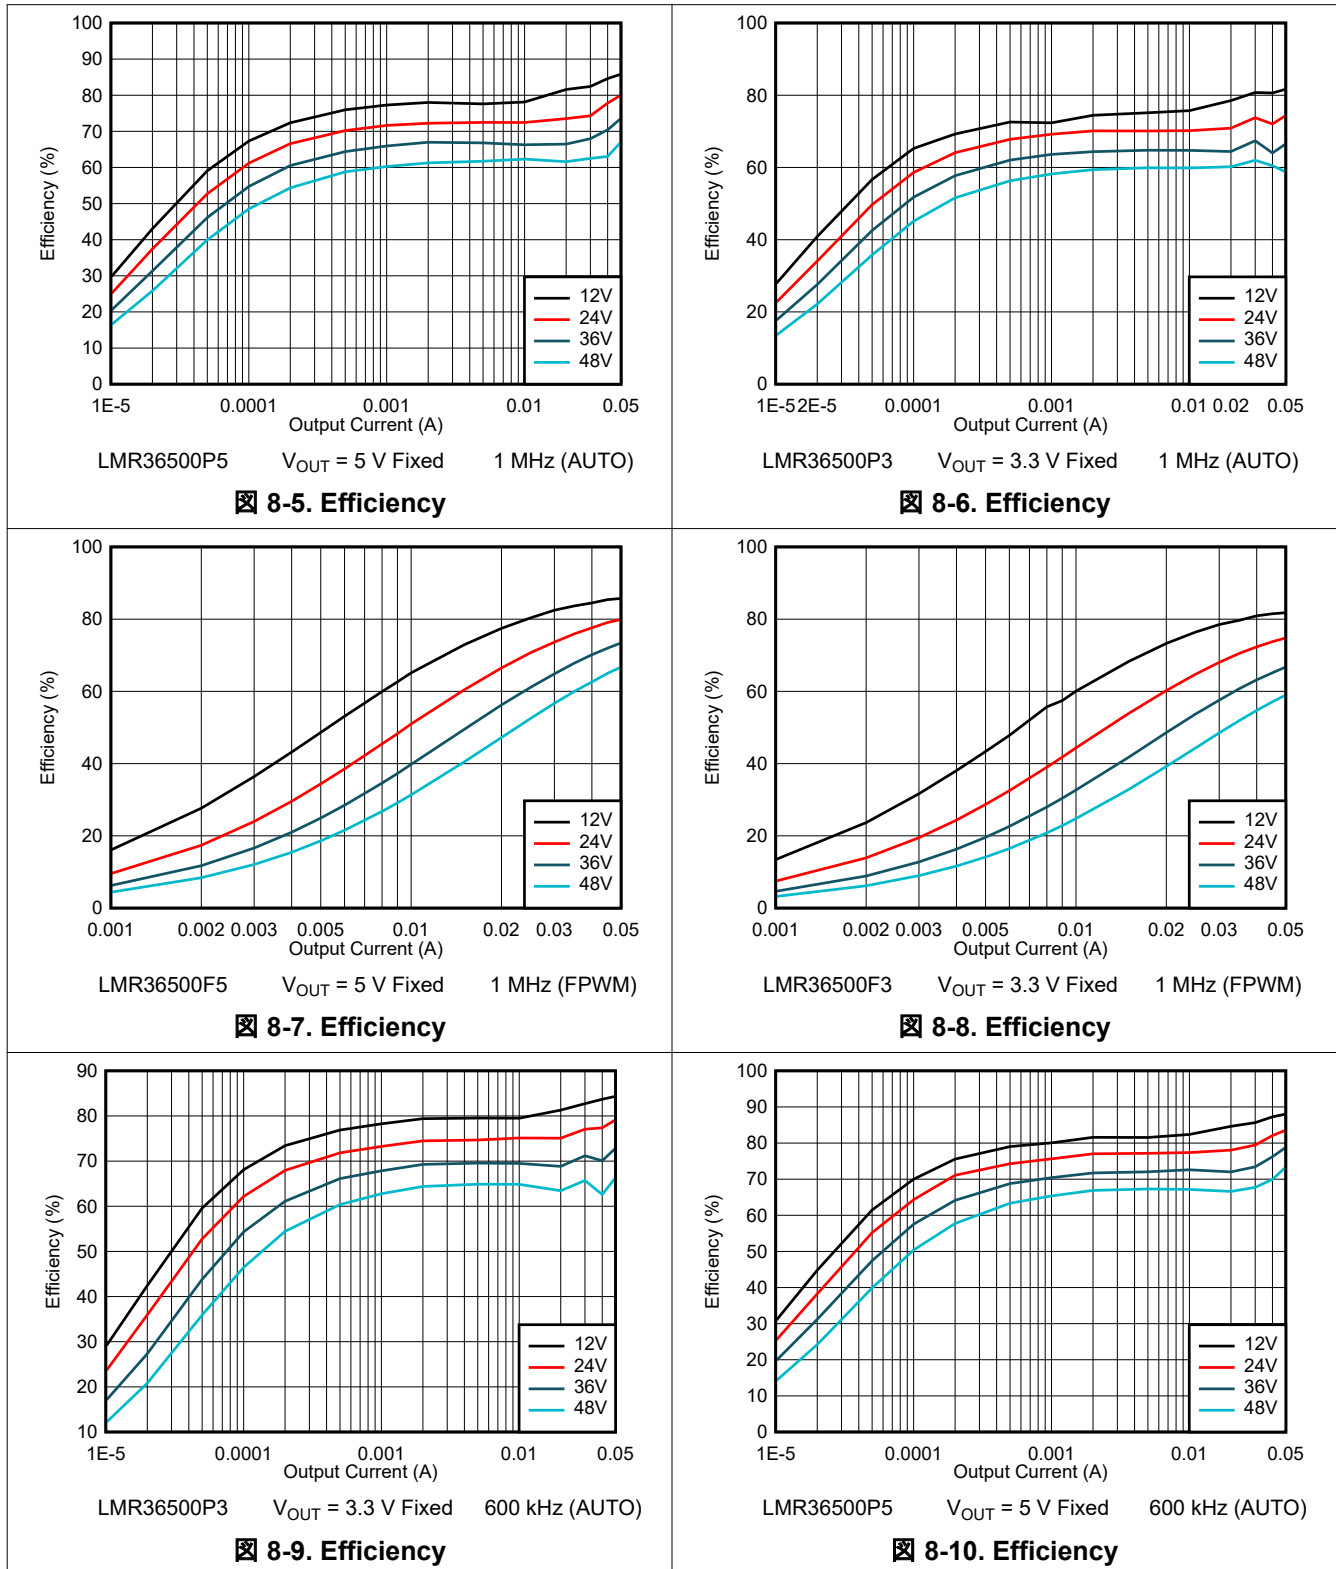 100
90
80
70
60
50
40
30
20
10
0
Efficiency (%)
12V
24V
36V
48V
1E-5 0.0001 0.001 0.01 0.05
Output Current (A)
LMR36500P5 VOUT = 5 V Fixed 1 MHz (AUTO)
図 8-5. Efficiency
100
80
60
40
20
0
Efficiency (%)
12V
24V
36V
48V
1E-5 2E-5 0.0001 0.001 0.01 0.02 0.05
Output Current (A)
LMR36500P3 VOUT = 3.3 V Fixed 1 MHz (AUTO)
図 8-6. Efficiency
100
80
60
40
20
0
Efficiency (%)
12V
24V
36V
48V
0.001 0.002 0.003 0.005 0.01 0.02 0.03 0.05
Output Current (A)
LMR36500F5 VOUT = 5 V Fixed 1 MHz (FPWM)
図 8-7. Efficiency
100
80
60
40
20
0
Efficiency (%)
12V
24V
36V
48V
0.001 0.002 0.003 0.005 0.01 0.02 0.03 0.05
Output Current (A)
LMR36500F3 VOUT = 3.3 V Fixed 1 MHz (FPWM)
図 8-8. Efficiency
90
80
70
60
50
40
30
20
10
Efficiency (%)
12V
24V
36V
48V
1E-5 0.0001 0.001 0.01 0.05
Output Current (A)
LMR36500P3 VOUT = 3.3 V Fixed 600 kHz (AUTO)
図 8-9. Efficiency
100
90
80
70
60
50
40
30
20
10
0
Efficiency (%)
12V
24V
36V
48V
1E-5 0.0001 0.001 0.01 0.05
Output Current (A)
LMR36500P5 VOUT = 5 V Fixed 600 kHz (AUTO)
図 8-10. Efficiency